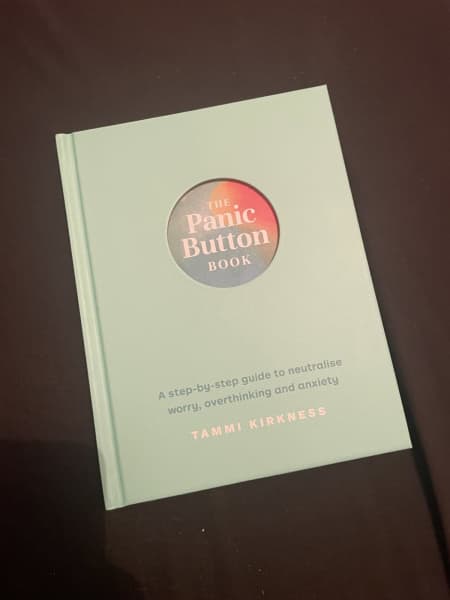 THE
Panic
Button
BOOK
A step-by-step guide to neutralise
worry, overthinking and anxiety
TAMMI KIRKNESS